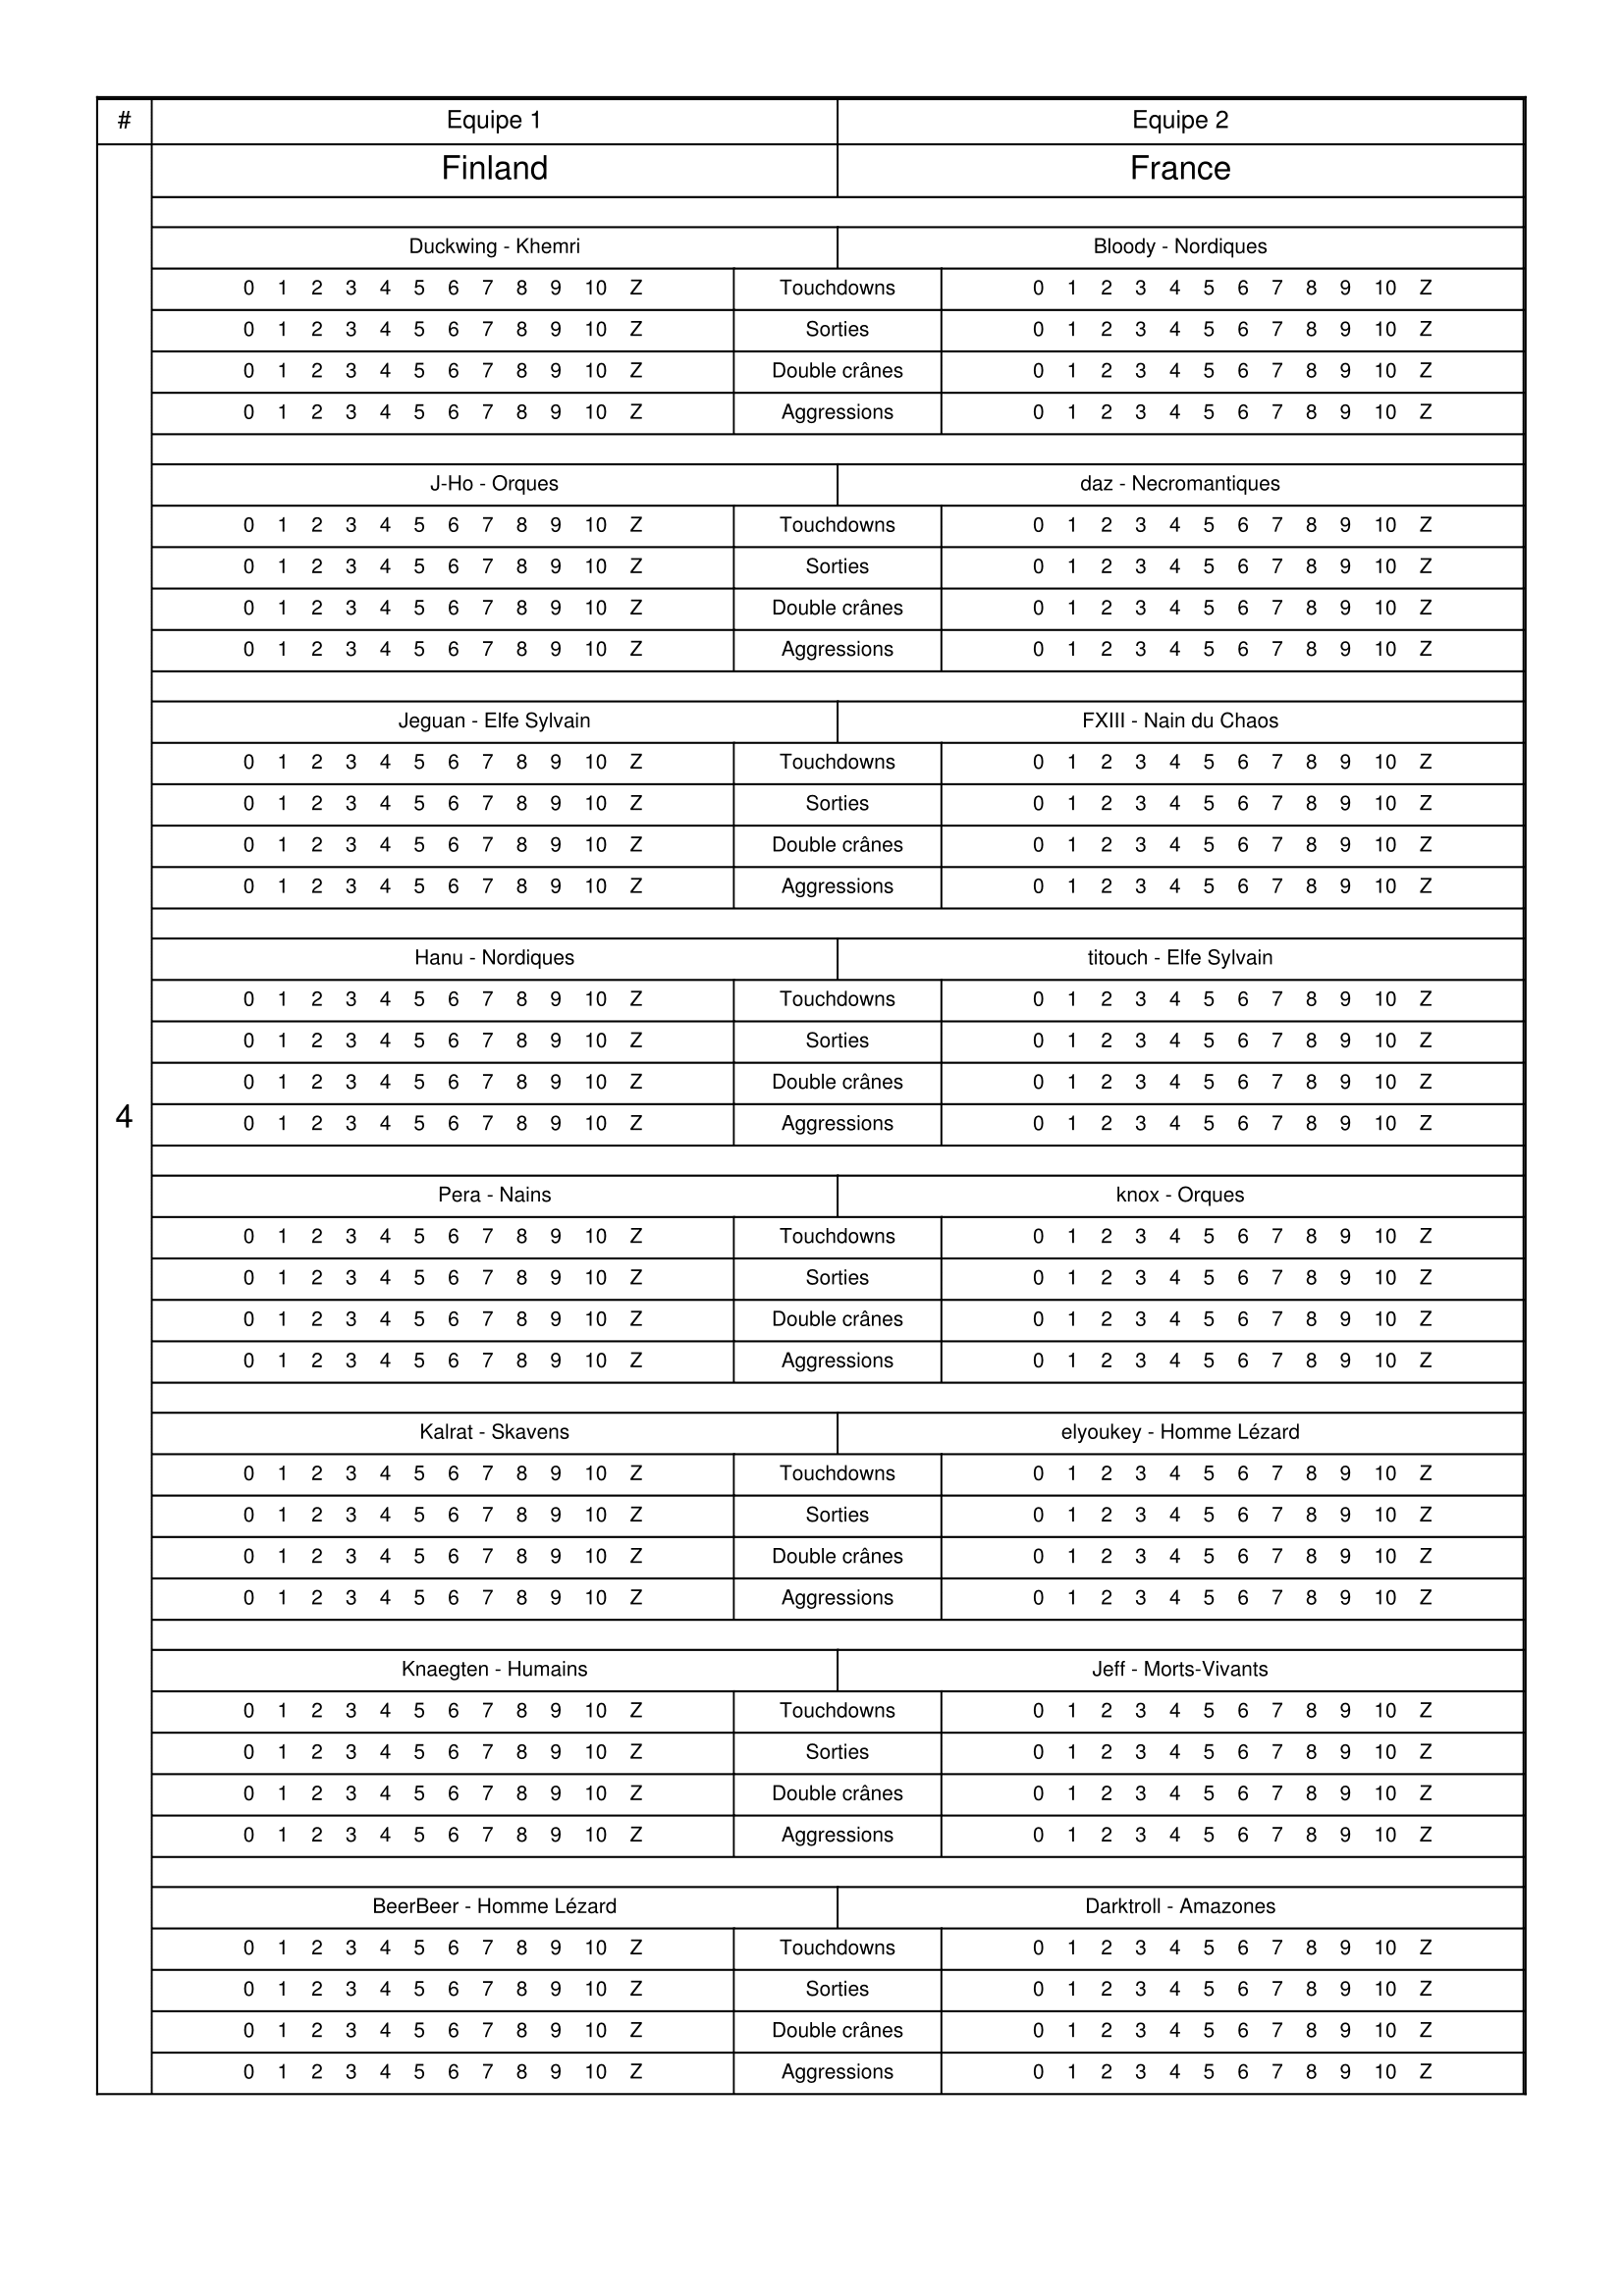 # Equipe 1 Equipe 2
Finland France
Duckwing - Khemri Bloody - Nordiques
0 1 2 3 4 5 6 7 8 9 10 Z Touchdowns 0 1 2 3 4 5 6 7 8 9 10 Z
0 1 2 3 4 5 6 7 8 9 10 Z Sorties 0 1 2 3 4 5 6 7 8 9 10 Z
0 1 2 3 4 5 6 7 8 9 10 Z Double crânes 0 1 2 3 4 5 6 7 8 9 10 Z
0 1 2 3 4 5 6 7 8 9 10 Z Aggressions 0 1 2 3 4 5 6 7 8 9 10 Z
J-Ho - Orques daz - Necromantiques
0 1 2 3 4 5 6 7 8 9 10 Z Touchdowns 0 1 2 3 4 5 6 7 8 9 10 Z
0 1 2 3 4 5 6 7 8 9 10 Z Sorties 0 1 2 3 4 5 6 7 8 9 10 Z
0 1 2 3 4 5 6 7 8 9 10 Z Double crânes 0 1 2 3 4 5 6 7 8 9 10 Z
0 1 2 3 4 5 6 7 8 9 10 Z Aggressions 0 1 2 3 4 5 6 7 8 9 10 Z
Jeguan - Elfe Sylvain FXIII - Nain du Chaos
0 1 2 3 4 5 6 7 8 9 10 Z Touchdowns 0 1 2 3 4 5 6 7 8 9 10 Z
0 1 2 3 4 5 6 7 8 9 10 Z Sorties 0 1 2 3 4 5 6 7 8 9 10 Z
0 1 2 3 4 5 6 7 8 9 10 Z Double crânes 0 1 2 3 4 5 6 7 8 9 10 Z
0 1 2 3 4 5 6 7 8 9 10 Z Aggressions 0 1 2 3 4 5 6 7 8 9 10 Z
Hanu - Nordiques titouch - Elfe Sylvain
0 1 2 3 4 5 6 7 8 9 10 Z Touchdowns 0 1 2 3 4 5 6 7 8 9 10 Z
0 1 2 3 4 5 6 7 8 9 10 Z Sorties 0 1 2 3 4 5 6 7 8 9 10 Z
0 1 2 3 4 5 6 7 8 9 10 Z Double crânes 0 1 2 3 4 5 6 7 8 9 10 Z
4 0 1 2 3 4 5 6 7 8 9 10 Z Aggressions 0 1 2 3 4 5 6 7 8 9 10 Z
Pera - Nains knox - Orques
0 1 2 3 4 5 6 7 8 9 10 Z Touchdowns 0 1 2 3 4 5 6 7 8 9 10 Z
0 1 2 3 4 5 6 7 8 9 10 Z Sorties 0 1 2 3 4 5 6 7 8 9 10 Z
0 1 2 3 4 5 6 7 8 9 10 Z Double crânes 0 1 2 3 4 5 6 7 8 9 10 Z
0 1 2 3 4 5 6 7 8 9 10 Z Aggressions 0 1 2 3 4 5 6 7 8 9 10 Z
Kalrat - Skavens elyoukey - Homme Lézard
0 1 2 3 4 5 6 7 8 9 10 Z Touchdowns 0 1 2 3 4 5 6 7 8 9 10 Z
0 1 2 3 4 5 6 7 8 9 10 Z Sorties 0 1 2 3 4 5 6 7 8 9 10 Z
0 1 2 3 4 5 6 7 8 9 10 Z Double crânes 0 1 2 3 4 5 6 7 8 9 10 Z
0 1 2 3 4 5 6 7 8 9 10 Z Aggressions 0 1 2 3 4 5 6 7 8 9 10 Z
Knaegten - Humains Jeff - Morts-Vivants
0 1 2 3 4 5 6 7 8 9 10 Z Touchdowns 0 1 2 3 4 5 6 7 8 9 10 Z
0 1 2 3 4 5 6 7 8 9 10 Z Sorties 0 1 2 3 4 5 6 7 8 9 10 Z
0 1 2 3 4 5 6 7 8 9 10 Z Double crânes 0 1 2 3 4 5 6 7 8 9 10 Z
0 1 2 3 4 5 6 7 8 9 10 Z Aggressions 0 1 2 3 4 5 6 7 8 9 10 Z
BeerBeer - Homme Lézard Darktroll - Amazones
0 1 2 3 4 5 6 7 8 9 10 Z Touchdowns 0 1 2 3 4 5 6 7 8 9 10 Z
0 1 2 3 4 5 6 7 8 9 10 Z Sorties 0 1 2 3 4 5 6 7 8 9 10 Z
0 1 2 3 4 5 6 7 8 9 10 Z Double crânes 0 1 2 3 4 5 6 7 8 9 10 Z
0 1 2 3 4 5 6 7 8 9 10 Z Aggressions 0 1 2 3 4 5 6 7 8 9 10 Z